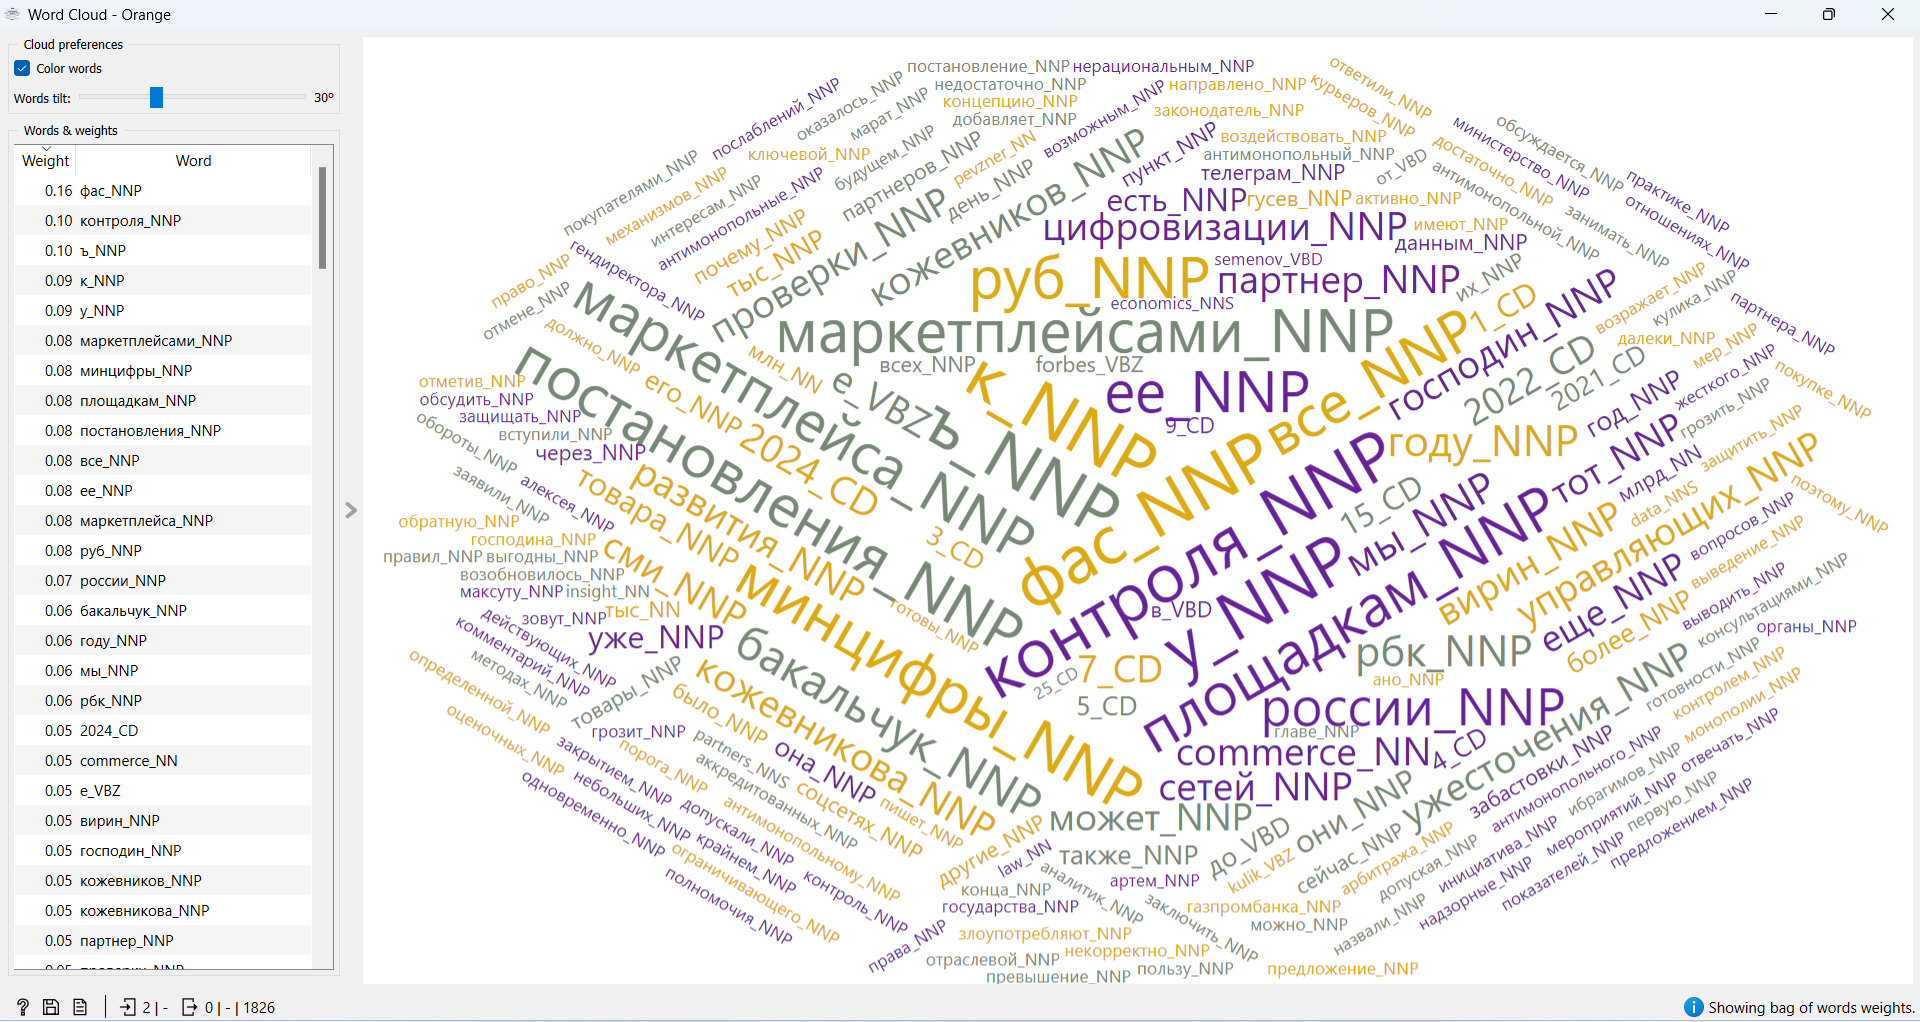 Word Cloud - Orange
Cloud preferences
Color words
Words tilt: 30°
Words & weights
Weight Word
0.16 фас_NNP
0.10 контроля_NNP
0.10 ъ_NNP
0.09 к_NNP
0.09 у_NNP
0.08 маркетплейсами_NNP
0.08 минцифры_NNP
0.08 площадкам_NNP
0.08 постановления_NNP
0.08 все_NNP
0.08 ее_NNP
0.08 маркетплейса_NNP
0.08 руб_NNP
0.07 россии_NNP
0.06 бакальчук_NNP
0.06 году_NNP
0.06 мы_NNP
0.06 рбк_NNP
0.05 2024_CD
0.05 commerce_NN
0.05 e_VBZ
0.05 вирин_NNP
0.05 господин_NNP
0.05 кожевников_NNP
0.05 кожевникова_NNP
0.05 партнер_NNP
2 | - 0 | - | 1826
постановление_NNP
нерациональным_NNP
ответили_NNP
послаблений_NNP
оказалось_NNP
недостаточно_NNP
направлено_NNP
курьеров_NNP
марат_NNP
концепцию_NNP
возможным_NNP
законодатель_NNP
добавляет_NNP
министерство_NNP
обсуждается_NNP
ключевой_NNP
будущем_NNP
партнеров_NNP
pevzner_NN
пункт_NNP
воздействовать_NNP
достаточно_NNP
покупателями_NNP
антимонопольный_NNP
от_VBD
антимонопольной_NNP
практике_NNP
механизмов_NNP
интересам_NNP
антимонопольные_NNP
день_NNP
кожевников_NNP
телеграм_NNP
есть_NNP
гусев_NNP
активно_NNP
занимать_NNP
отношениях_NNP
почему_NNP
тыс_NNP
проверки_NNP
цифровизации_NNP
имеют_NNP
данным_NNP
право_NNP
гендиректора_NNP
отмене_NNP
руб_NNP
semenov_VBD
партнер_NNP
их_NNP
economics_NNS
1_CD
господин_NNP
возражает_NNP
кулика_NNP
партнера_NNP
должно_NNP
маркетплейсами_NNP
млн_NN
всех_NNP
forbes_VBZ
все_NNP
2022_CD
2021_CD
далеки_NNP
мер_NNP
отметив_NNP
обсудить_NNP
защищать_NNP
обороты_NNP
вступили_NNP
через_NNP
его_NNP
e_VBZ
к_NNP
ее_NNP
9_CD
году_NNP
год_NNP
жесткого_NNP
грозить_NNP
покупке_NNP
маркетплейса_NNP
постановления_NNP
2024_CD
ъ_NNP
фас_NNP
контроля_NNP
15_CD
тот_NNP
млрд_NN
защитить_NNP
заявили_NNP
алексея_NNP
товара_NNP
развития_NNP
3_CD
мы_NNP
data_NNS
управляющих_NNP
поэтому_NNP
обратную_NNP
господина_NNP
правил_NNP
выгодны_NNP
сми_NNP
минцифры_NNP
у_NNP
площадкам_NNP
вирин_NNP
вопросов_NNP
выведение_NNP
возобновилось_NNP
максуту_NNP
insight_NN
тыс_NN
готовы_NNP
в_VBD
еще_NNP
более_NNP
выводить_NNP
консультациями_NNP
действующих_NNP
зовут_NNP
комментарий_NNP
уже_NNP
бакальчук_NNP
рбк_NNP
органы_NNP
определенной_NNP
методах_NNP
товары_NNP
кожевникова_NNP
25_CD
7_CD
5_CD
ано_NNP
готовности_NNP
контролем_NNP
монополии_NNP
оценочных_NNP
было_NNP
россии_NNP
ужесточения_NNP
отвечать_NNP
закрытием_NNP
грозит_NNP
partners_NNS
она_NNP
главе_NNP
commerce_NN
4_CD
забастовки_NNP
антимонопольного_NNP
одновременно_NNP
небольших_NNP
порога_NNP
аккредитованных_NNP
соцсетях_NNP
пишет_NNP
сетей_NNP
ибрагимов_NNP
мероприятий_NNP
первую_NNP
предложением_NNP
допускали_NNP
антимонопольному_NNP
может_NNP
до_VBD
они_NNP
инициатива_NNP
крайнем_NNP
другие_NNP
law_NN
также_NNP
kulik_VBZ
сейчас_NNP
арбитража_NNP
допуская_NNP
надзорные_NNP
показателей_NNP
ограничивающего_NNP
полномочия_NNP
контроль_NNP
конца_NNP
аналитик_NNP
артем_NNP
заключить_NNP
государства_NNP
газпромбанка_NNP
можно_NNP
назвали_NNP
права_NNP
злоупотребляют_NNP
некорректно_NNP
отраслевой_NNP
превышение_NNP
пользу_NNP
предложение_NNP
Showing bag of words weights.